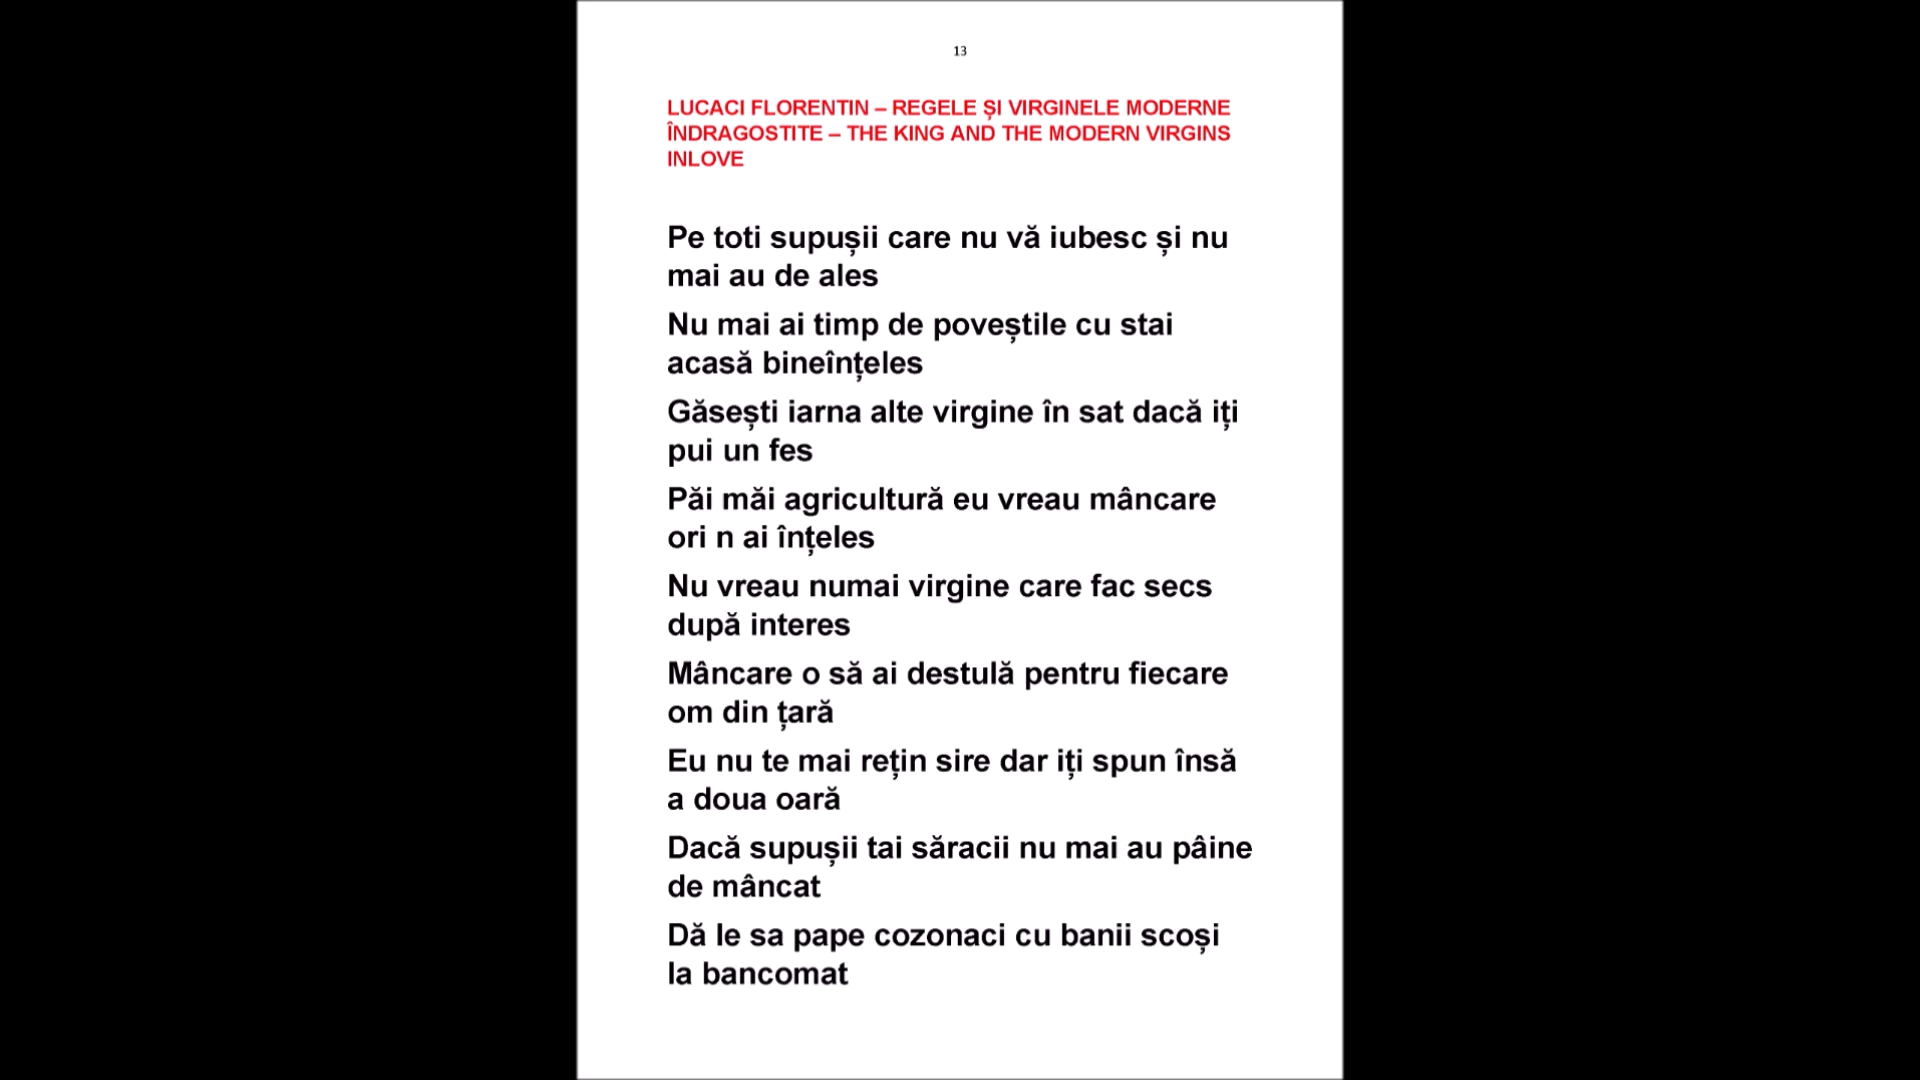 13
LUCACI FLORENTIN – REGELE ȘI VIRGINELE MODERNE
ÎNDRAGOSTITE – THE KING AND THE MODERN VIRGINS
INLOVE
Pe toti supușii care nu vă iubesc și nu
mai au de ales
Nu mai ai timp de poveștile cu stai
acasă bineînțeles
Găsești iarna alte virgine în sat dacă iți
pui un fes
Păi măi agricultură eu vreau mâncare
ori n ai înțeles
Nu vreau numai virgine care fac secs
după interes
Mâncare o să ai destulă pentru fiecare
om din țară
Eu nu te mai rețin sire dar iți spun însă
a doua oară
Dacă supușii tai săracii nu mai au pâine
de mâncat
Dă le sa pape cozonaci cu banii scoși
la bancomat